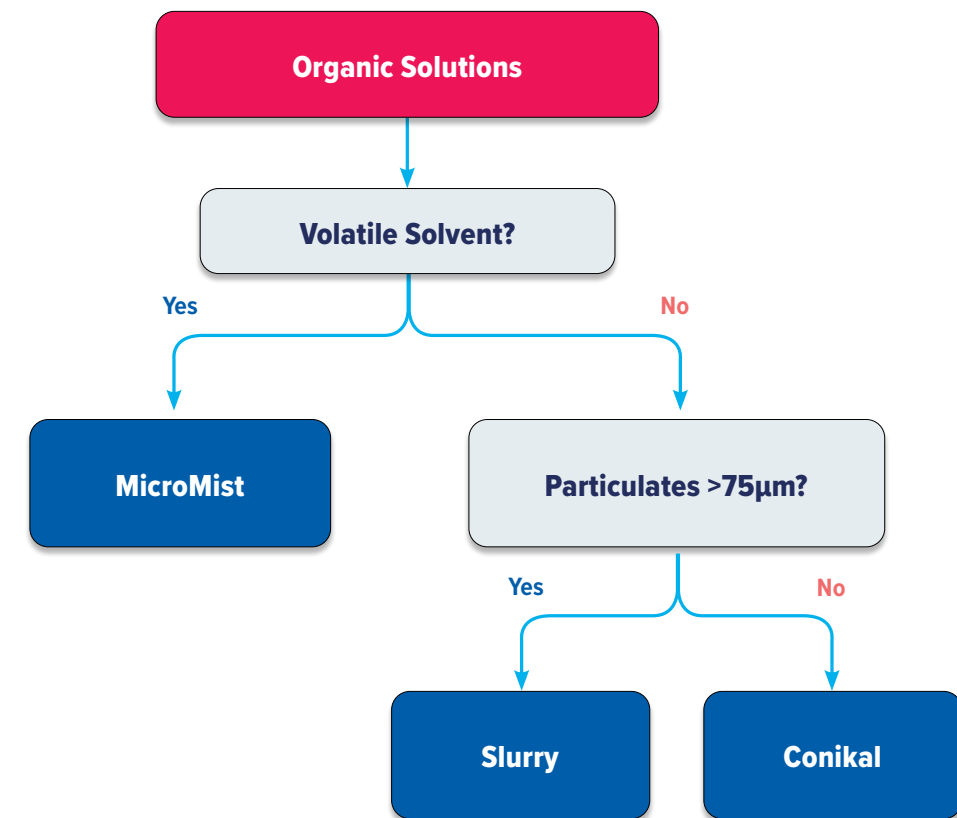 Organic Solutions
Volatile Solvent?
Yes
No
MicroMist
Particulates >75µm?
Yes
No
Slurry
Conikal